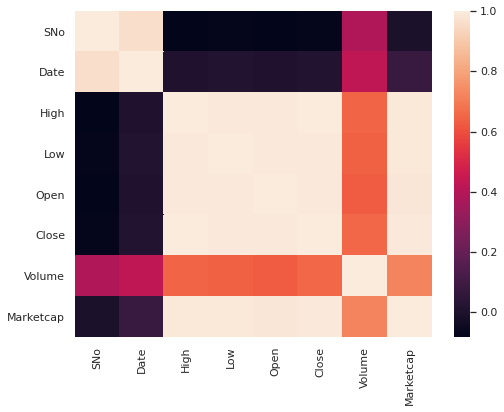 SNo
Date
High
Low
Open
Close
Volume
Marketcap
SNo
Date
High
Low
Open
Close
Volume
Marketcap
1.0
0.8
0.6
0.4
0.2
0.0